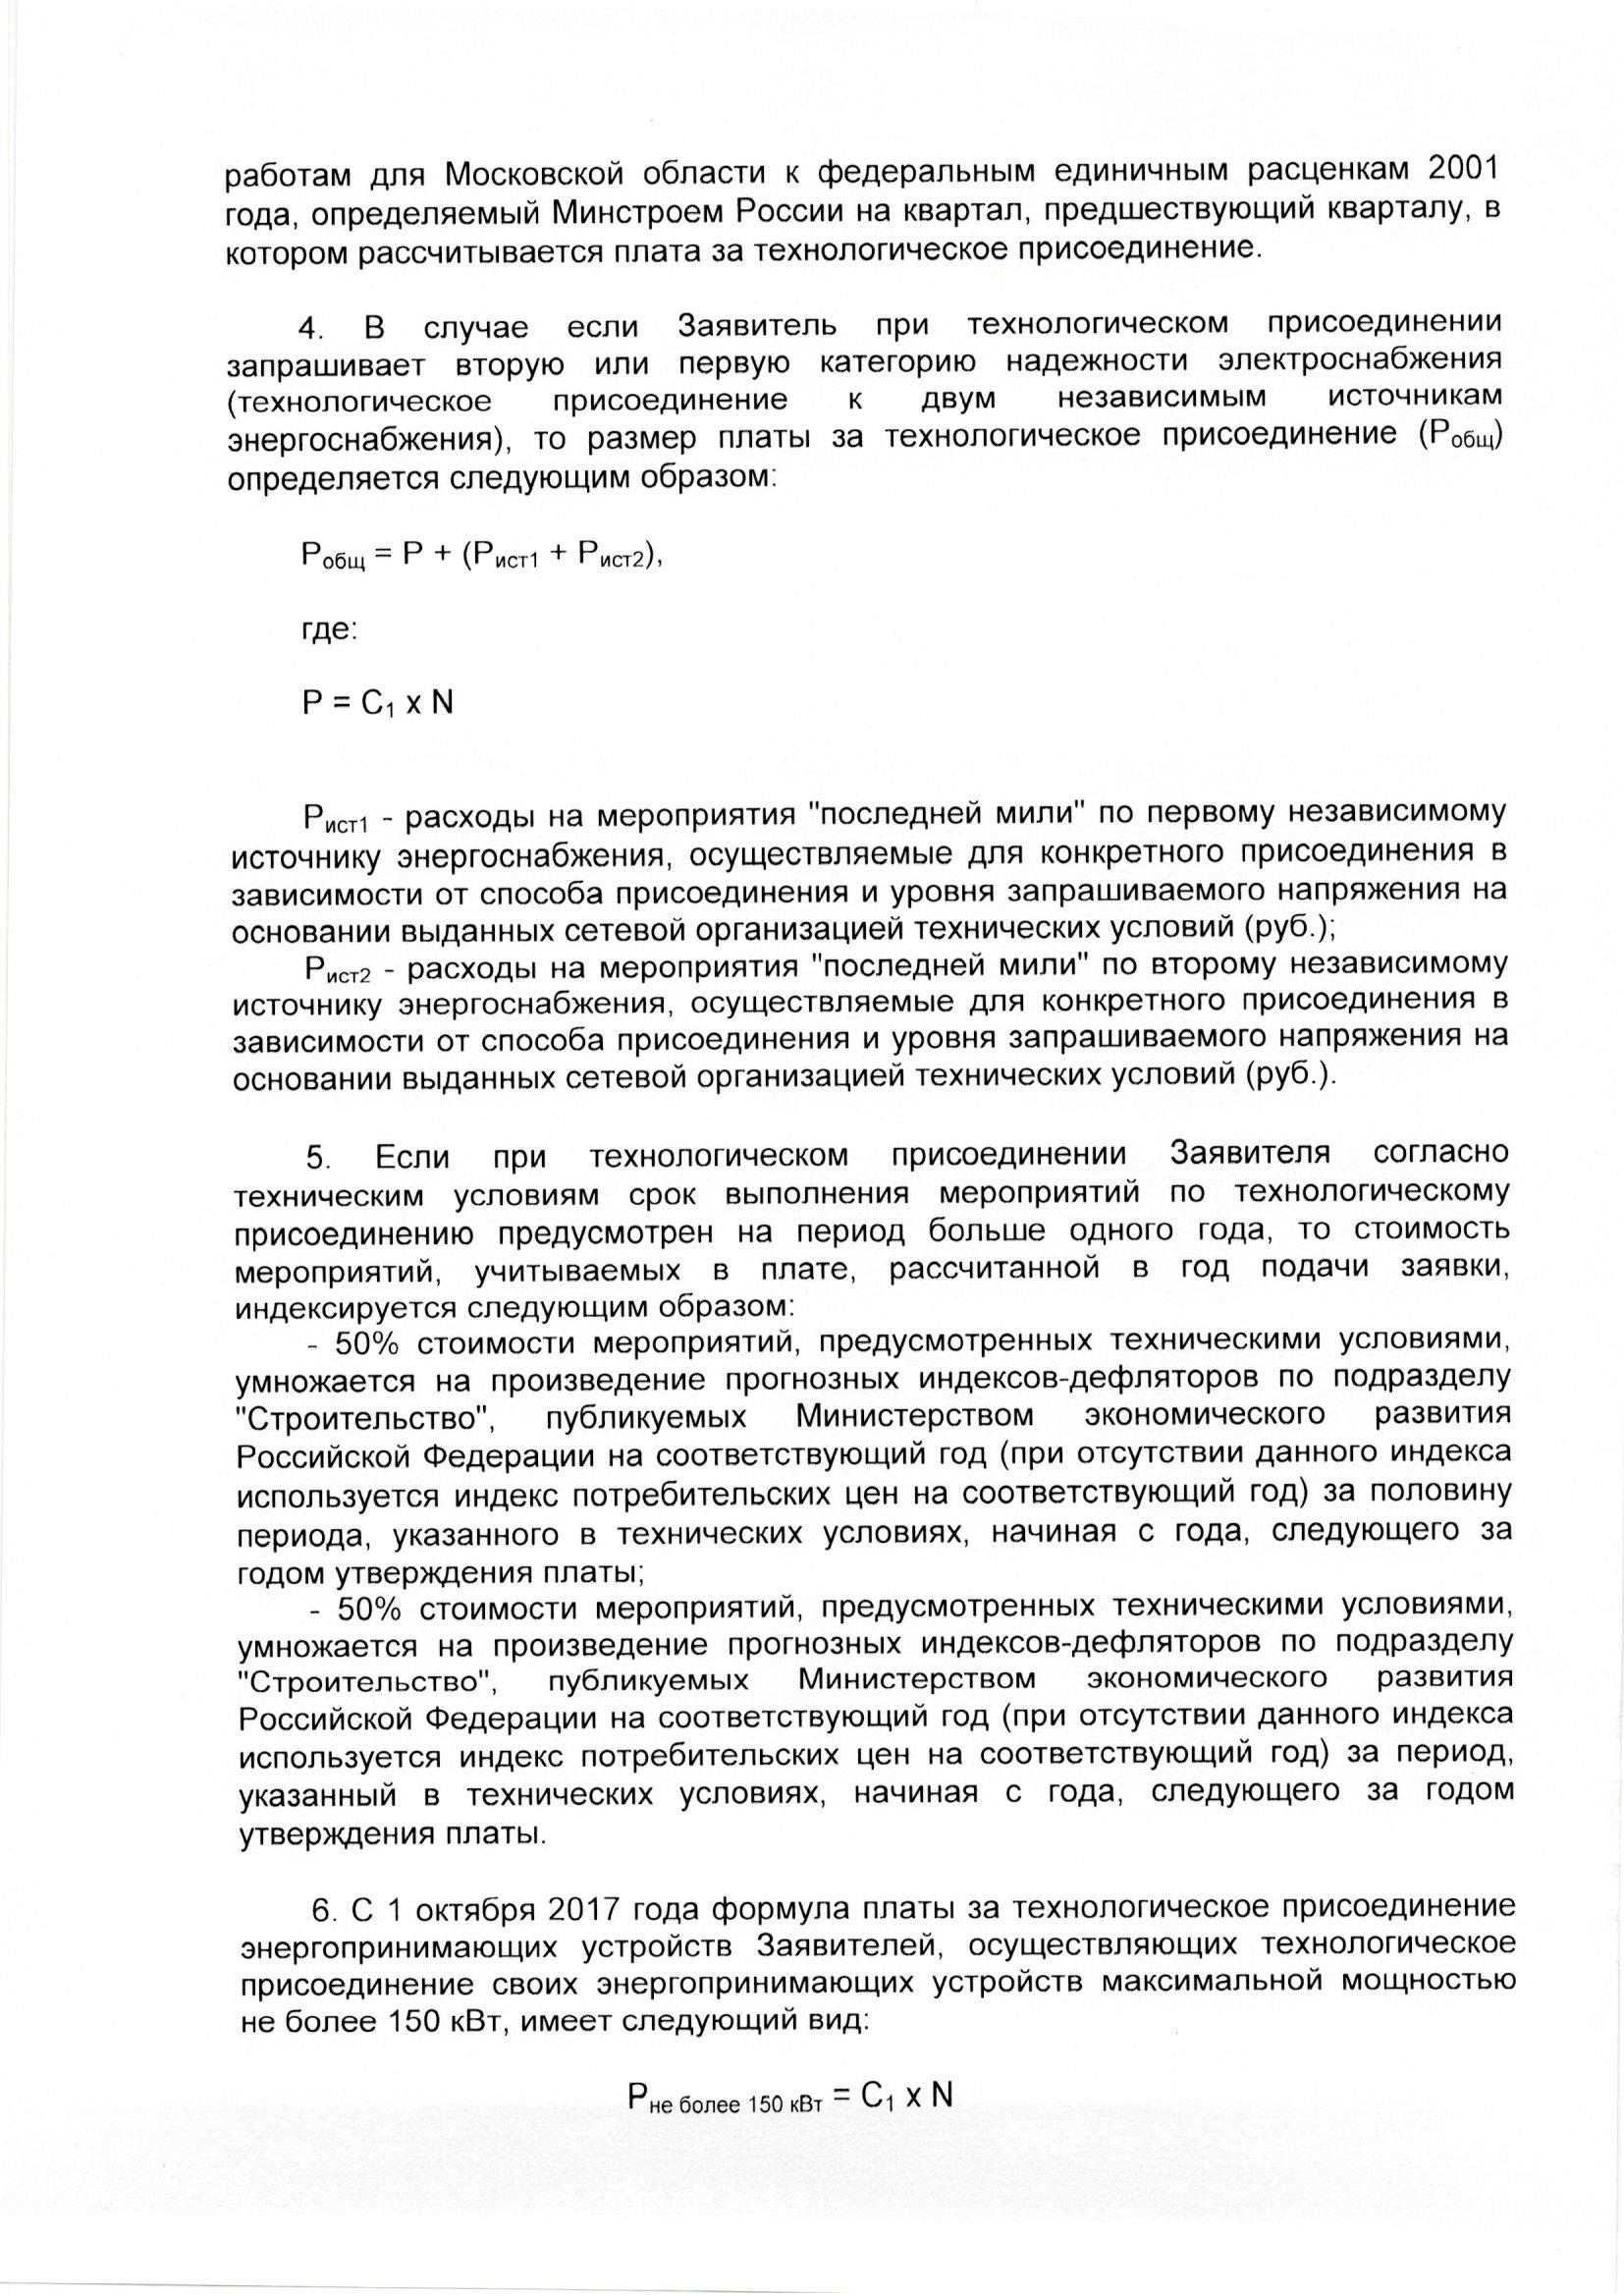 работам для Московской области к федеральным единичным расценкам 2001
года, определяемый Минстроем России на квартал, предшествующий кварталу, в
котором рассчитывается плата за технологическое присоединение.
4. В случае если Заявитель при технологическом присоединении
запрашивает вторую или первую категорию надежности электроснабжения
(технологическое присоединение к двум независимым источникам
энергоснабжения), то размер платы за технологическое присоединение (Pобщ)
определяется следующим образом:
Pобщ = P + (Pист1 + Pист2),
где:
P = C₁ x N
Pист1 - расходы на мероприятия "последней мили" по первому независимому
источнику энергоснабжения, осуществляемые для конкретного присоединения в
зависимости от способа присоединения и уровня запрашиваемого напряжения на
основании выданных сетевой организацией технических условий (руб.);
Pист2 - расходы на мероприятия "последней мили" по второму независимому
источнику энергоснабжения, осуществляемые для конкретного присоединения в
зависимости от способа присоединения и уровня запрашиваемого напряжения на
основании выданных сетевой организацией технических условий (руб.).
5. Если при технологическом присоединении Заявителя согласно
техническим условиям срок выполнения мероприятий по технологическому
присоединению предусмотрен на период больше одного года, то стоимость
мероприятий, учитываемых в плате, рассчитанной в год подачи заявки,
индексируется следующим образом:
- 50% стоимости мероприятий, предусмотренных техническими условиями,
умножается на произведение прогнозных индексов-дефляторов по подразделу
"Строительство", публикуемых Министерством экономического развития
Российской Федерации на соответствующий год (при отсутствии данного индекса
используется индекс потребительских цен на соответствующий год) за половину
периода, указанного в технических условиях, начиная с года, следующего за
годом утверждения платы;
- 50% стоимости мероприятий, предусмотренных техническими условиями,
умножается на произведение прогнозных индексов-дефляторов по подразделу
"Строительство", публикуемых Министерством экономического развития
Российской Федерации на соответствующий год (при отсутствии данного индекса
используется индекс потребительских цен на соответствующий год) за период,
указанный в технических условиях, начиная с года, следующего за годом
утверждения платы.
6. С 1 октября 2017 года формула платы за технологическое присоединение
энергопринимающих устройств Заявителей, осуществляющих технологическое
присоединение своих энергопринимающих устройств максимальной мощностью
не более 150 кВт, имеет следующий вид:
Pне более 150 кВт = C₁ x N